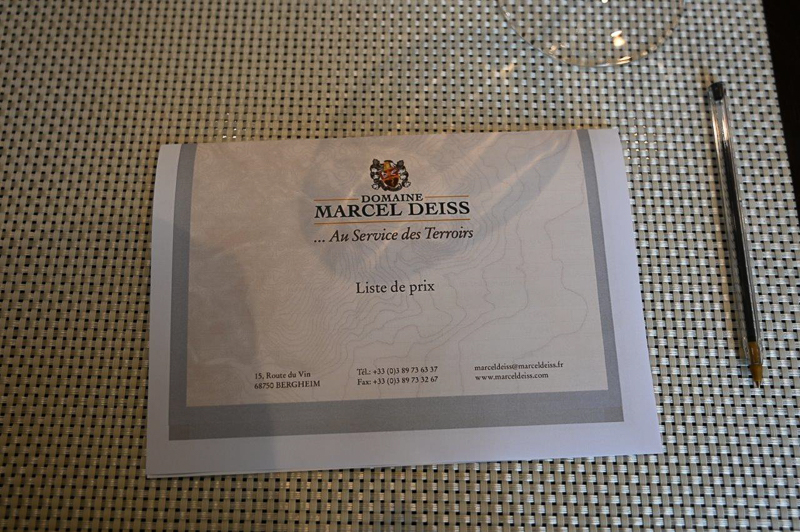 DOMAINE
MARCEL DEISS
... Au Service des Terroirs
Liste de prix
15, Route du Vin
68750 BERGHEIM
Tél.: +33 (0)3 89 73 63 37
Fax: +33 (0)3 89 73 32 67
marceldeiss@marceldeiss.fr
www.marceldeiss.com